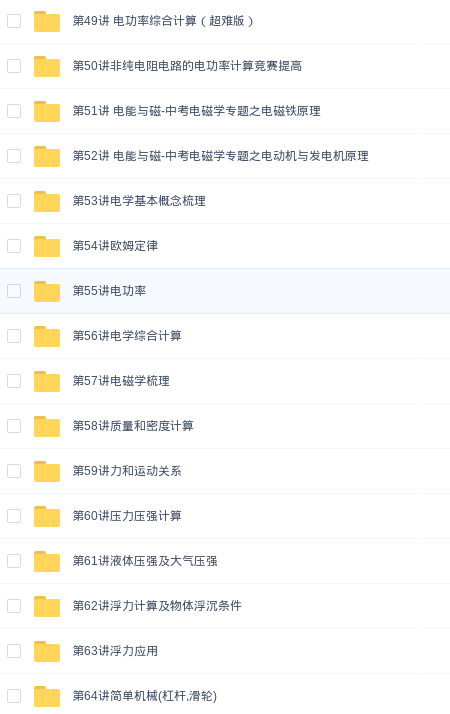 第49讲 电功率综合计算（超难版）
第50讲非纯电阻电路的电功率计算竞赛提高
第51讲 电能与磁-中考电磁学专题之电磁铁原理
第52讲 电能与磁-中考电磁学专题之电动机与发电机原理
第53讲电学基本概念梳理
第54讲欧姆定律
第55讲电功率
第56讲电学综合计算
第57讲电磁学梳理
第58讲质量和密度计算
第59讲力和运动关系
第60讲压力压强计算
第61讲液体压强及大气压强
第62讲浮力计算及物体浮沉条件
第63讲浮力应用
第64讲简单机械(杠杆,滑轮)